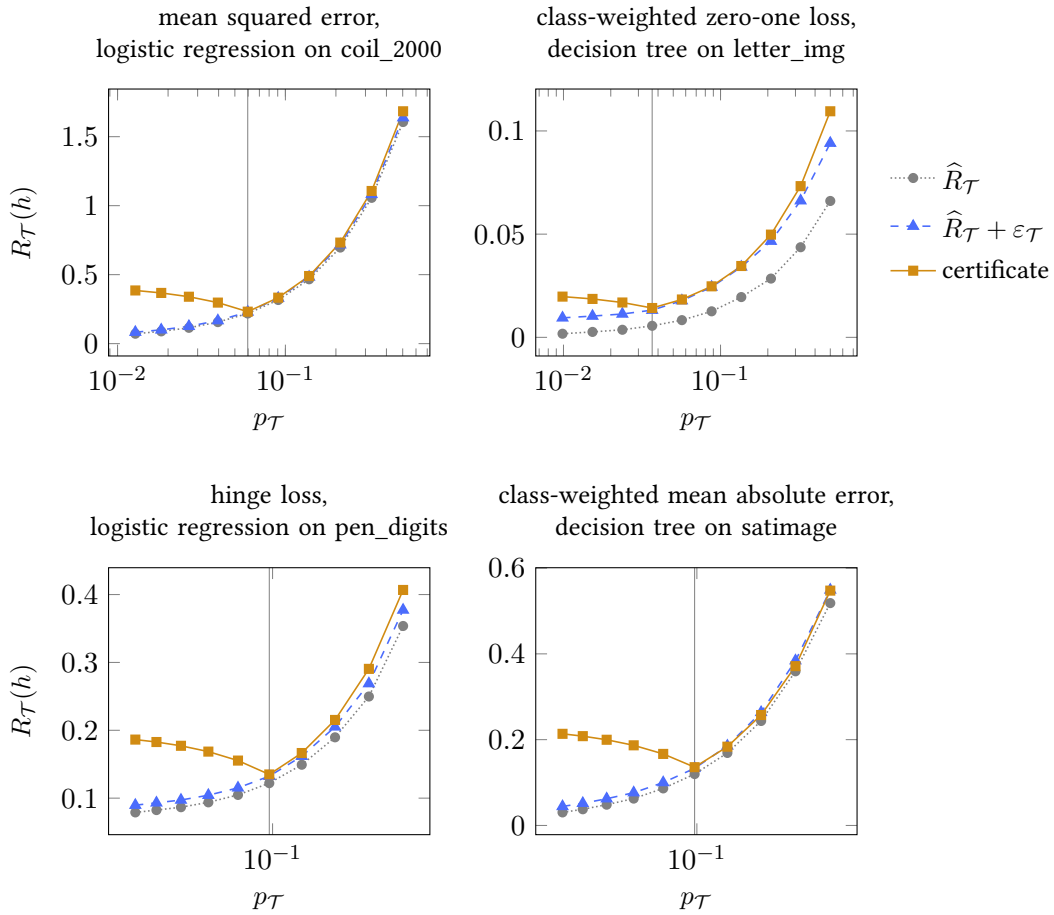 mean squared error,
logistic regression on coil_2000
class-weighted zero-one loss,
decision tree on letter_img
1.5
1
0.5
0
R_𝒯(h)
10⁻²
10⁻¹
p_𝒯
0.1
0.05
0
10⁻²
10⁻¹
p_𝒯
R̂_𝒯
R̂_𝒯 + ε_𝒯
certificate
hinge loss,
logistic regression on pen_digits
class-weighted mean absolute error,
decision tree on satimage
0.4
0.3
0.2
0.1
R_𝒯(h)
10⁻¹
p_𝒯
0.6
0.4
0.2
0
10⁻¹
p_𝒯